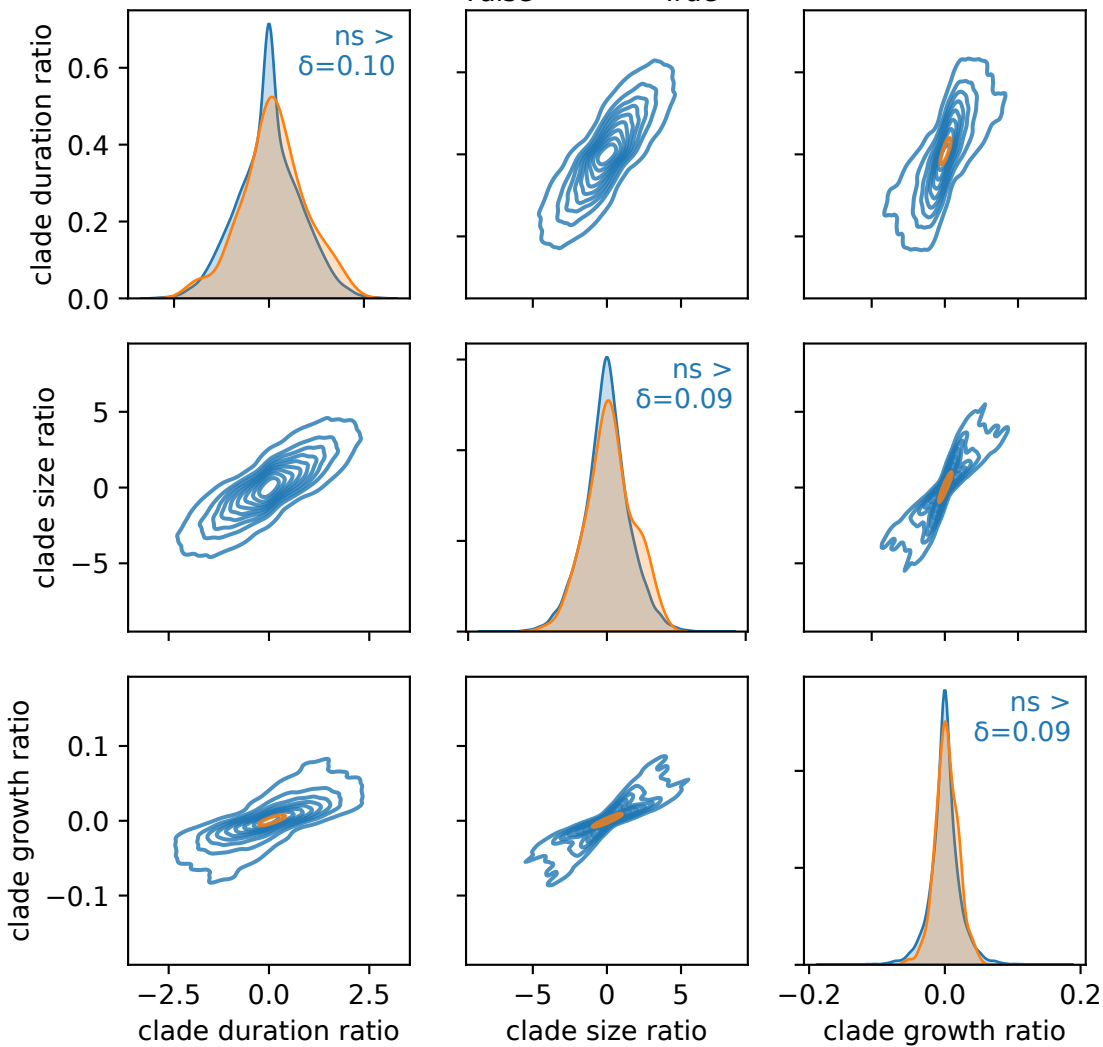 clade duration ratio
0.6
0.4
0.2
0.0
ns >
δ=0.10
clade size ratio
5
0
−5
ns >
δ=0.09
clade growth ratio
0.1
0.0
−0.1
ns >
δ=0.09
−2.5 0.0 2.5
−5 0 5
−0.2 0.0 0.2
clade duration ratio
clade size ratio
clade growth ratio